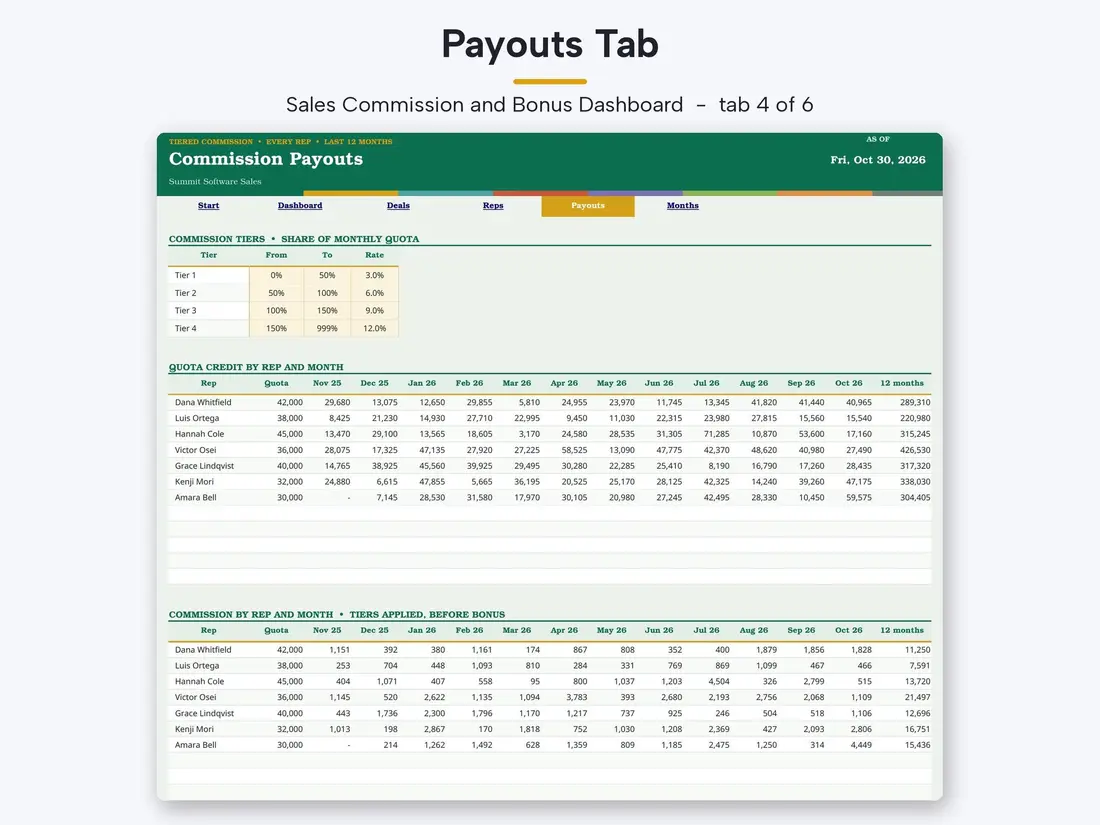 Payouts Tab
Sales Commission and Bonus Dashboard – tab 4 of 6
TIERED COMMISSION • EVERY REP • LAST 12 MONTHS
AS OF
Commission Payouts
Fri, Oct 30, 2026
Summit Software Sales
Start Dashboard Deals Reps Payouts Months
COMMISSION TIERS • SHARE OF MONTHLY QUOTA
Tier From To Rate
Tier 1 0% 50% 3.0%
Tier 2 50% 100% 6.0%
Tier 3 100% 150% 9.0%
Tier 4 150% 999% 12.0%
QUOTA CREDIT BY REP AND MONTH
Rep Quota Nov 25 Dec 25 Jan 26 Feb 26 Mar 26 Apr 26 May 26 Jun 26 Jul 26 Aug 26 Sep 26 Oct 26 12 months
Dana Whitfield 42,000 29,680 13,075 12,650 29,855 5,810 24,955 23,970 11,745 13,345 41,820 41,440 40,965 289,310
Luis Ortega 38,000 8,425 21,230 14,930 27,710 22,995 9,450 11,030 22,315 23,980 27,815 15,560 15,540 220,980
Hannah Cole 45,000 13,470 29,100 13,565 18,605 3,170 24,580 28,535 31,305 71,285 10,870 53,600 17,160 315,245
Victor Osei 36,000 28,075 17,325 47,135 27,920 27,225 58,525 13,090 47,775 42,370 48,620 40,980 27,490 426,530
Grace Lindqvist 40,000 14,765 38,925 45,560 39,925 29,495 30,280 22,285 25,410 8,190 16,790 17,260 28,435 317,320
Kenji Mori 32,000 24,880 6,615 47,855 5,665 36,195 20,525 25,170 28,125 42,325 14,240 39,260 47,175 338,030
Amara Bell 30,000 - 7,145 28,530 31,580 17,970 30,105 20,980 27,245 42,495 28,330 10,450 59,575 304,405
COMMISSION BY REP AND MONTH • TIERS APPLIED, BEFORE BONUS
Rep Quota Nov 25 Dec 25 Jan 26 Feb 26 Mar 26 Apr 26 May 26 Jun 26 Jul 26 Aug 26 Sep 26 Oct 26 12 months
Dana Whitfield 42,000 1,151 392 380 1,161 174 867 808 352 400 1,879 1,856 1,828 11,250
Luis Ortega 38,000 253 704 448 1,093 810 284 331 769 869 1,099 467 466 7,591
Hannah Cole 45,000 404 1,071 407 558 95 800 1,037 1,203 4,504 326 2,799 515 13,720
Victor Osei 36,000 1,145 520 2,622 1,135 1,094 3,783 393 2,680 2,193 2,756 2,068 1,109 21,497
Grace Lindqvist 40,000 443 1,736 2,300 1,796 1,170 1,217 737 925 246 504 518 1,106 12,696
Kenji Mori 32,000 1,013 198 2,867 170 1,818 752 1,030 1,208 2,369 427 2,093 2,806 16,751
Amara Bell 30,000 - 214 1,262 1,492 628 1,359 809 1,185 2,475 1,250 314 4,449 15,436